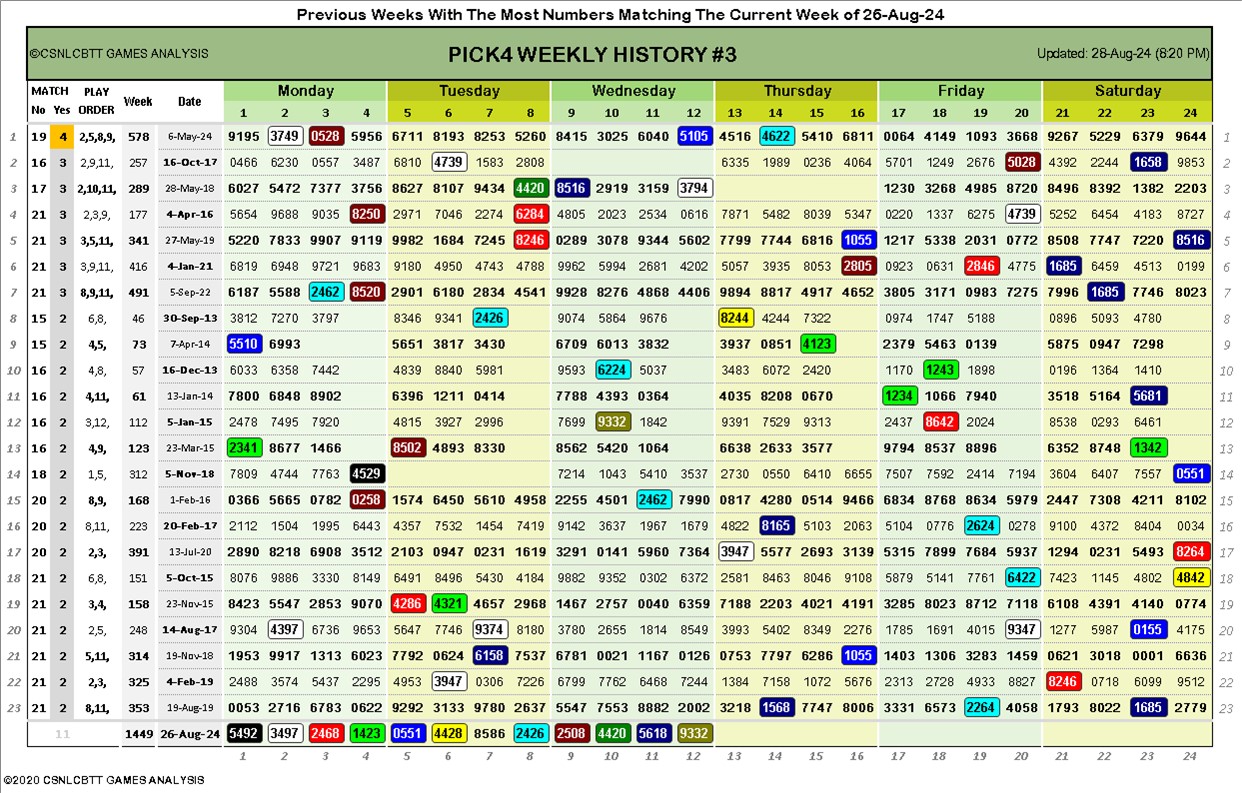 Previous Weeks With The Most Numbers Matching The Current Week of 26-Aug-24
©CSNLCBTT GAMES ANALYSIS PICK4 WEEKLY HISTORY #3 Updated: 28-Aug-24 (8:20 PM)
MATCH PLAY Week Date Monday Tuesday Wednesday Thursday Friday Saturday
No Yes ORDER 1 2 3 4 5 6 7 8 9 10 11 12 13 14 15 16 17 18 19 20 21 22 23 24
1 19 4 2,5,8,9, 578 6-May-24 9195 3749 0528 5956 6711 8193 8253 5260 8415 3025 6040 5105 4516 4622 5410 6811 0064 4149 1093 3668 9267 5229 6379 9644 1
2 16 3 2,9,11, 257 16-Oct-17 0466 6230 0557 3487 6810 4739 1583 2808 6335 1989 0236 4064 5701 1249 2676 5028 4392 2244 1658 9853 2
3 17 3 2,10,11, 289 28-May-18 6027 5472 7377 3756 8627 8107 9434 4420 8516 2919 3159 3794 1230 3268 4985 8720 8496 8392 1382 2203 3
4 21 3 2,3,9, 177 4-Apr-16 5654 9688 9035 8250 2971 7046 2274 6284 4805 2023 2534 0616 7871 5482 8039 5347 0220 1337 6275 4739 5252 6454 4183 8727 4
5 21 3 3,5,11, 341 27-May-19 5220 7833 9907 9119 9982 1684 7245 8246 0289 3078 9344 5602 7799 7744 6816 1055 1217 5338 2031 0772 8508 7747 7220 8516 5
6 21 3 3,9,11, 416 4-Jan-21 6819 6948 9721 9683 9180 4950 4743 4788 9962 5994 2681 4202 5057 3935 8053 2805 0923 0631 2846 4775 1685 6459 4513 0199 6
7 21 3 8,9,11, 491 5-Sep-22 6187 5588 2462 8520 2901 6180 2834 4541 9928 8276 4868 4406 9894 8817 4917 4652 3805 3171 0983 7275 7996 1685 7746 8023 7
8 15 2 6,8, 46 30-Sep-13 3812 7270 3797 8346 9341 2426 9074 5864 9676 8244 4244 7322 0974 1747 5188 0896 5093 4780 8
9 15 2 4,5, 73 7-Apr-14 5510 6993 5651 3817 3430 6709 6013 3832 3937 0851 4123 2379 5463 0139 5875 0947 7298 9
10 16 2 4,8, 57 16-Dec-13 6033 6358 7442 4839 8840 5981 9593 6224 5037 3483 6072 2420 1170 1243 1898 0196 1364 1410 10
11 16 2 4,11, 61 13-Jan-14 7800 6848 8902 6396 1211 0414 7788 4393 0364 4035 8208 0670 1234 1066 7940 3518 5164 5681 11
12 16 2 3,12, 112 5-Jan-15 2478 7495 7920 4815 3927 2996 7699 9332 1842 9391 7529 9313 2437 8642 2024 8538 0293 6461 12
13 16 2 4,9, 123 23-Mar-15 2341 8677 1466 8502 4893 8330 8562 5420 1064 6638 2633 3577 9794 8537 8896 6352 8748 1342 13
14 18 2 1,5, 312 5-Nov-18 7809 4744 7763 4529 7214 1043 5410 3537 2730 0550 6410 6655 7507 7592 2414 7194 3604 6407 7557 0551 14
15 20 2 8,9, 168 1-Feb-16 0366 5665 0782 0258 1574 6450 5610 4958 2255 4501 2462 7990 0817 4280 0514 9466 6834 8768 8634 5979 2447 7308 4211 8102 15
16 20 2 8,11, 223 20-Feb-17 2112 1504 1995 6443 4357 7532 1454 7419 9142 3637 1967 1679 4822 8165 5103 2063 5104 0776 2624 0278 9100 4372 8404 0034 16
17 20 2 2,3, 391 13-Jul-20 2890 8218 6908 3512 2103 0947 0231 1619 3291 0141 5960 7364 3947 5577 2693 3139 5315 7899 7684 5937 1294 0231 5493 8264 17
18 21 2 6,8, 151 5-Oct-15 8076 9886 3330 8149 6491 8496 5430 4184 9882 9352 0302 6372 2581 8463 8046 9108 5879 5141 7761 6422 7423 1145 4802 4842 18
19 21 2 3,4, 158 23-Nov-15 8423 5547 2853 9070 4286 4321 4657 2968 1467 2757 0040 6359 7188 2203 4021 4191 3285 8023 8712 7118 6108 4391 4140 0774 19
20 21 2 2,5, 248 14-Aug-17 9304 4397 6736 9653 5647 7746 9374 8180 3780 2655 1814 8549 3993 5402 8349 2276 1785 1691 4015 9347 1277 5987 0155 4175 20
21 21 2 5,11, 314 19-Nov-18 1953 9917 1313 6023 7792 0624 6158 7537 6781 0021 1167 0126 0753 7797 6286 1055 1403 1306 3283 1459 0621 3018 0001 6636 21
22 21 2 2,3, 325 4-Feb-19 2488 3574 5437 2295 4953 3947 0306 7226 6799 7762 6468 7244 1384 7158 1072 5676 2313 2728 4933 8827 8246 0718 6099 9512 22
23 21 2 8,11, 353 19-Aug-19 0053 2716 6783 0622 9292 3133 9780 2637 5547 7553 8882 2002 3218 1568 7747 8006 3331 6573 2264 4058 1793 8022 1685 2779 23
11 1449 26-Aug-24 5492 3497 2468 1423 0551 4428 8586 2426 2508 4420 5618 9332
1 2 3 4 5 6 7 8 9 10 11 12 13 14 15 16 17 18 19 20 21 22 23 24
©2020 CSNLCBTT GAMES ANALYSIS